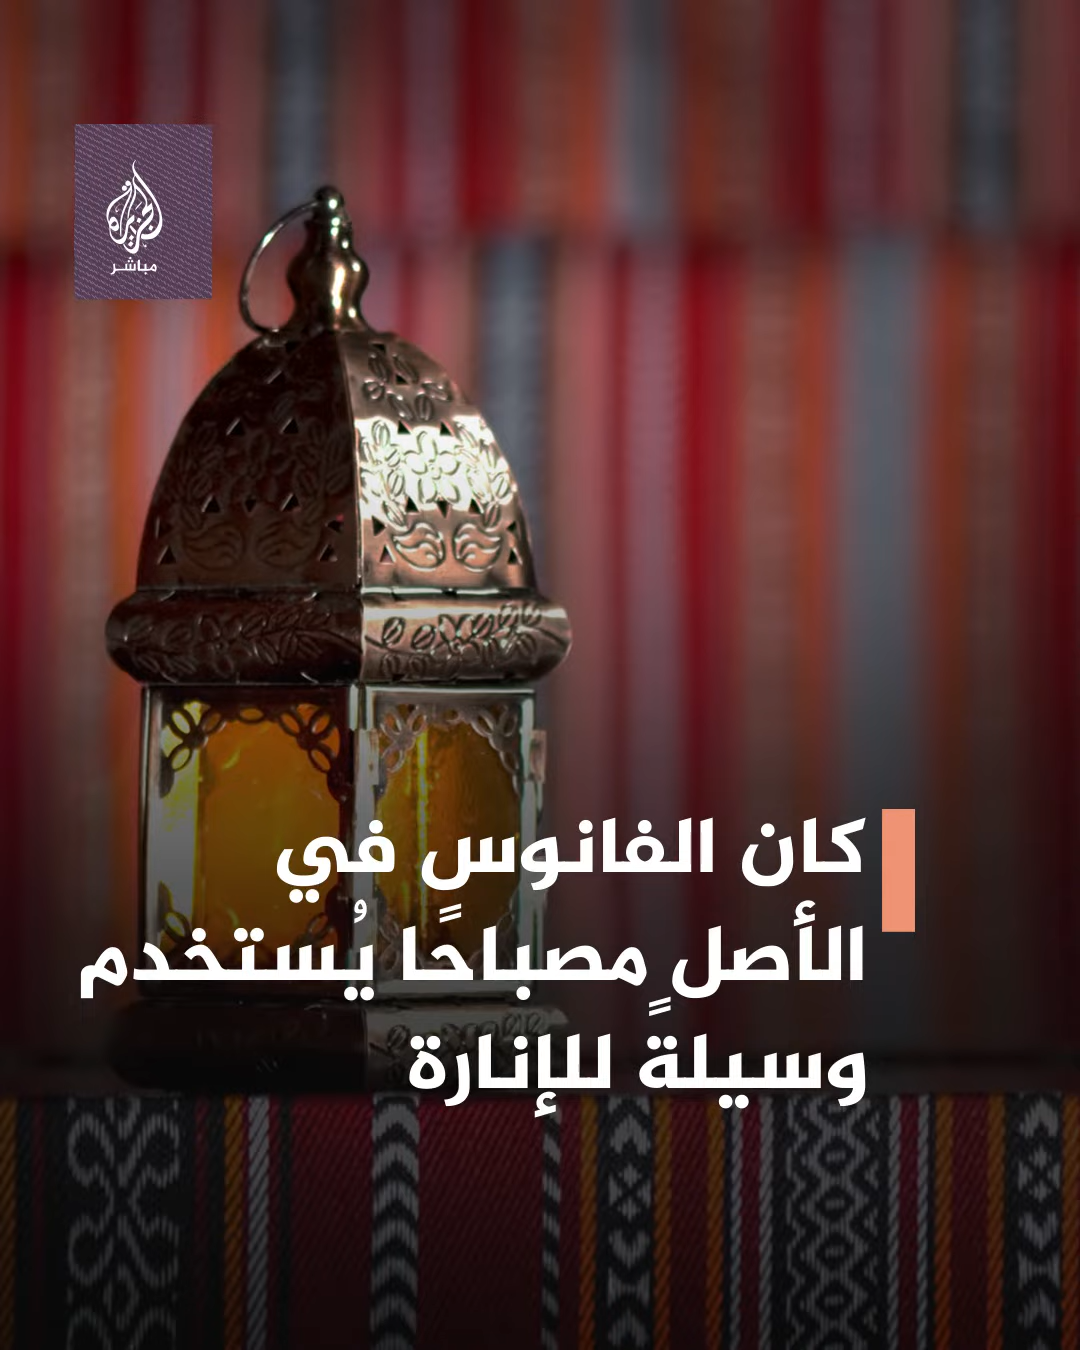 الجزيرة
مباشر
كان الفانوس في
الأصلِ مصباحًا يُستخدم
وسيلةً للإنارة